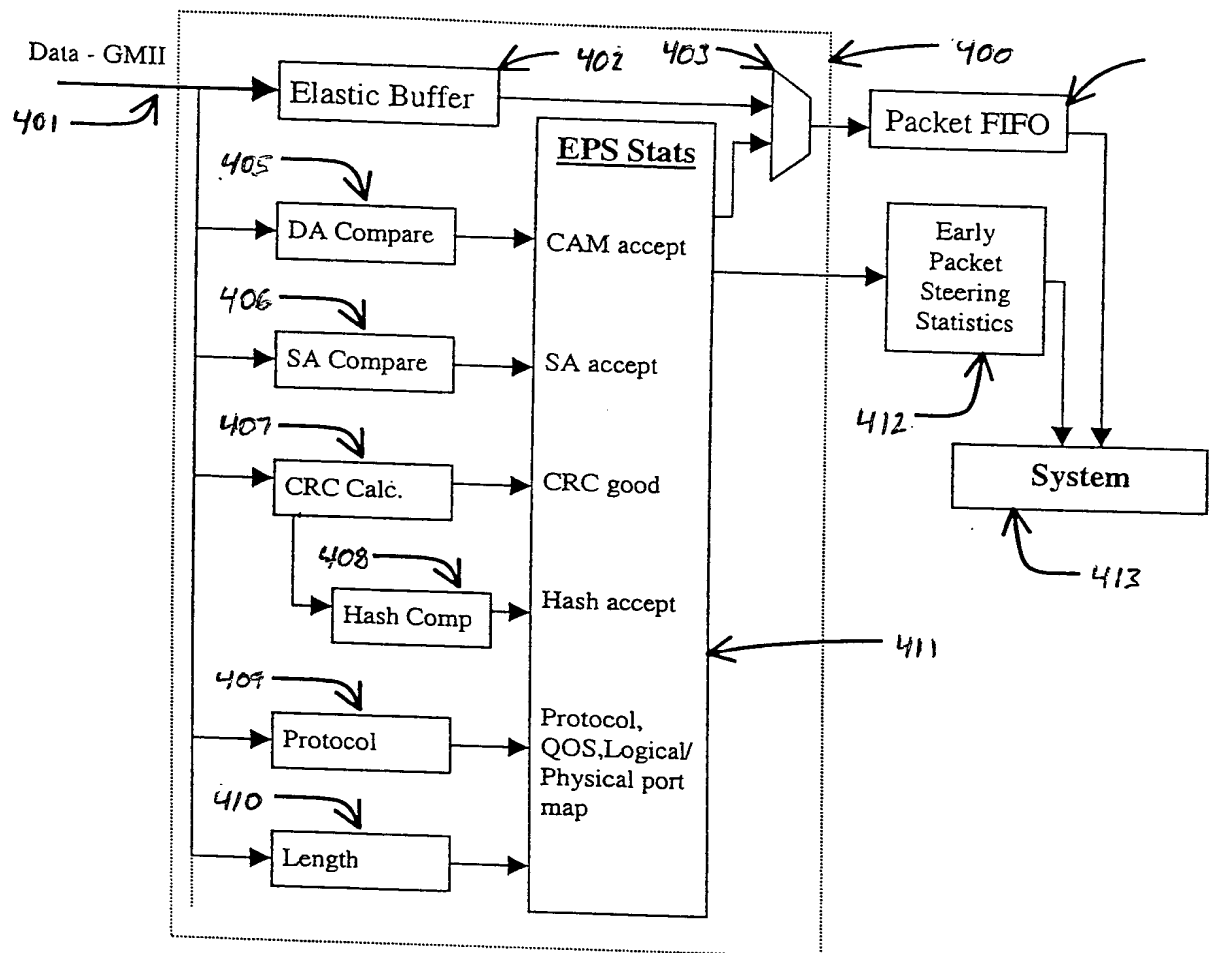 Data - GMII
401
Elastic Buffer
402
403
400
Packet FIFO
EPS Stats
405
DA Compare
CAM accept
Early
Packet
Steering
Statistics
406
SA Compare
SA accept
412
407
CRC Calc.
CRC good
System
413
408
Hash Comp
Hash accept
411
409
Protocol
Protocol,
QOS,Logical/
Physical port
map
410
Length